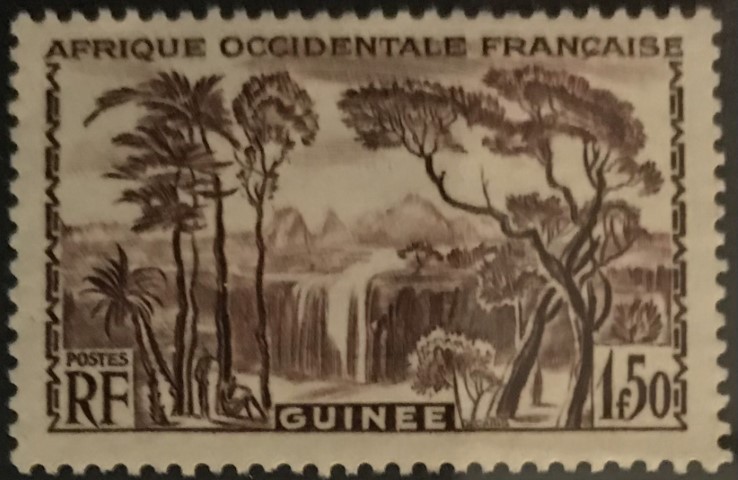 AFRIQUE OCCIDENTALE FRANÇAISE
POSTES
RF
GUINEE
1f50